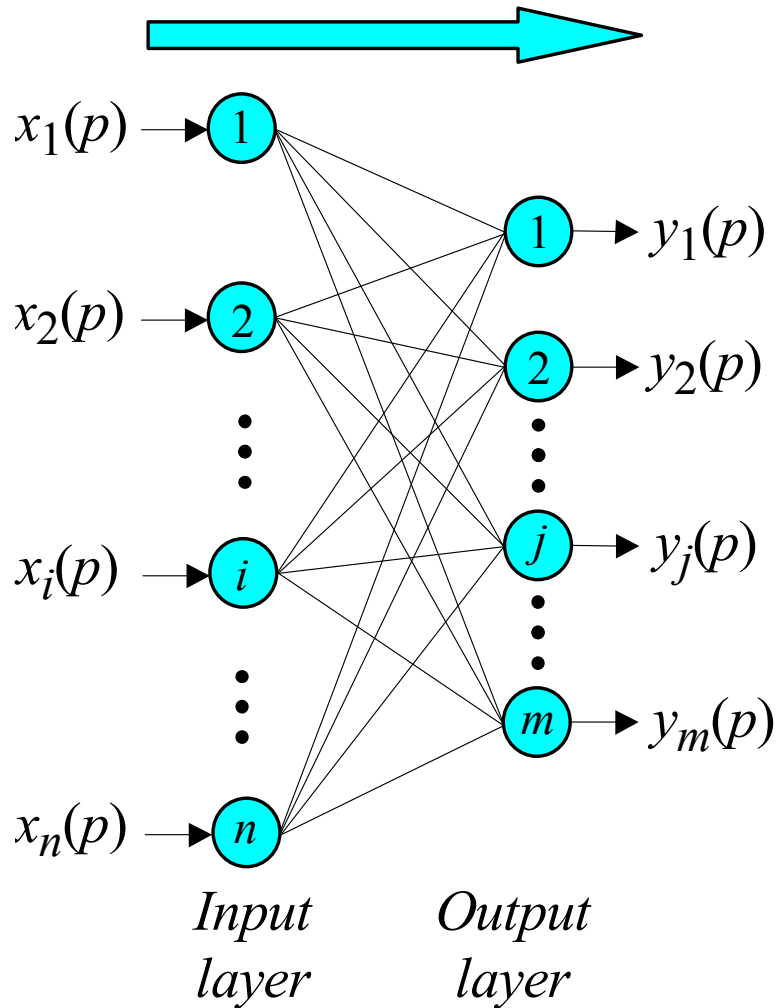 x₁(p) 1
1 y₁(p)
x₂(p) 2
2 y₂(p)
xᵢ(p) i
j yⱼ(p)
m yₘ(p)
xₙ(p) n
Input layer
Output layer